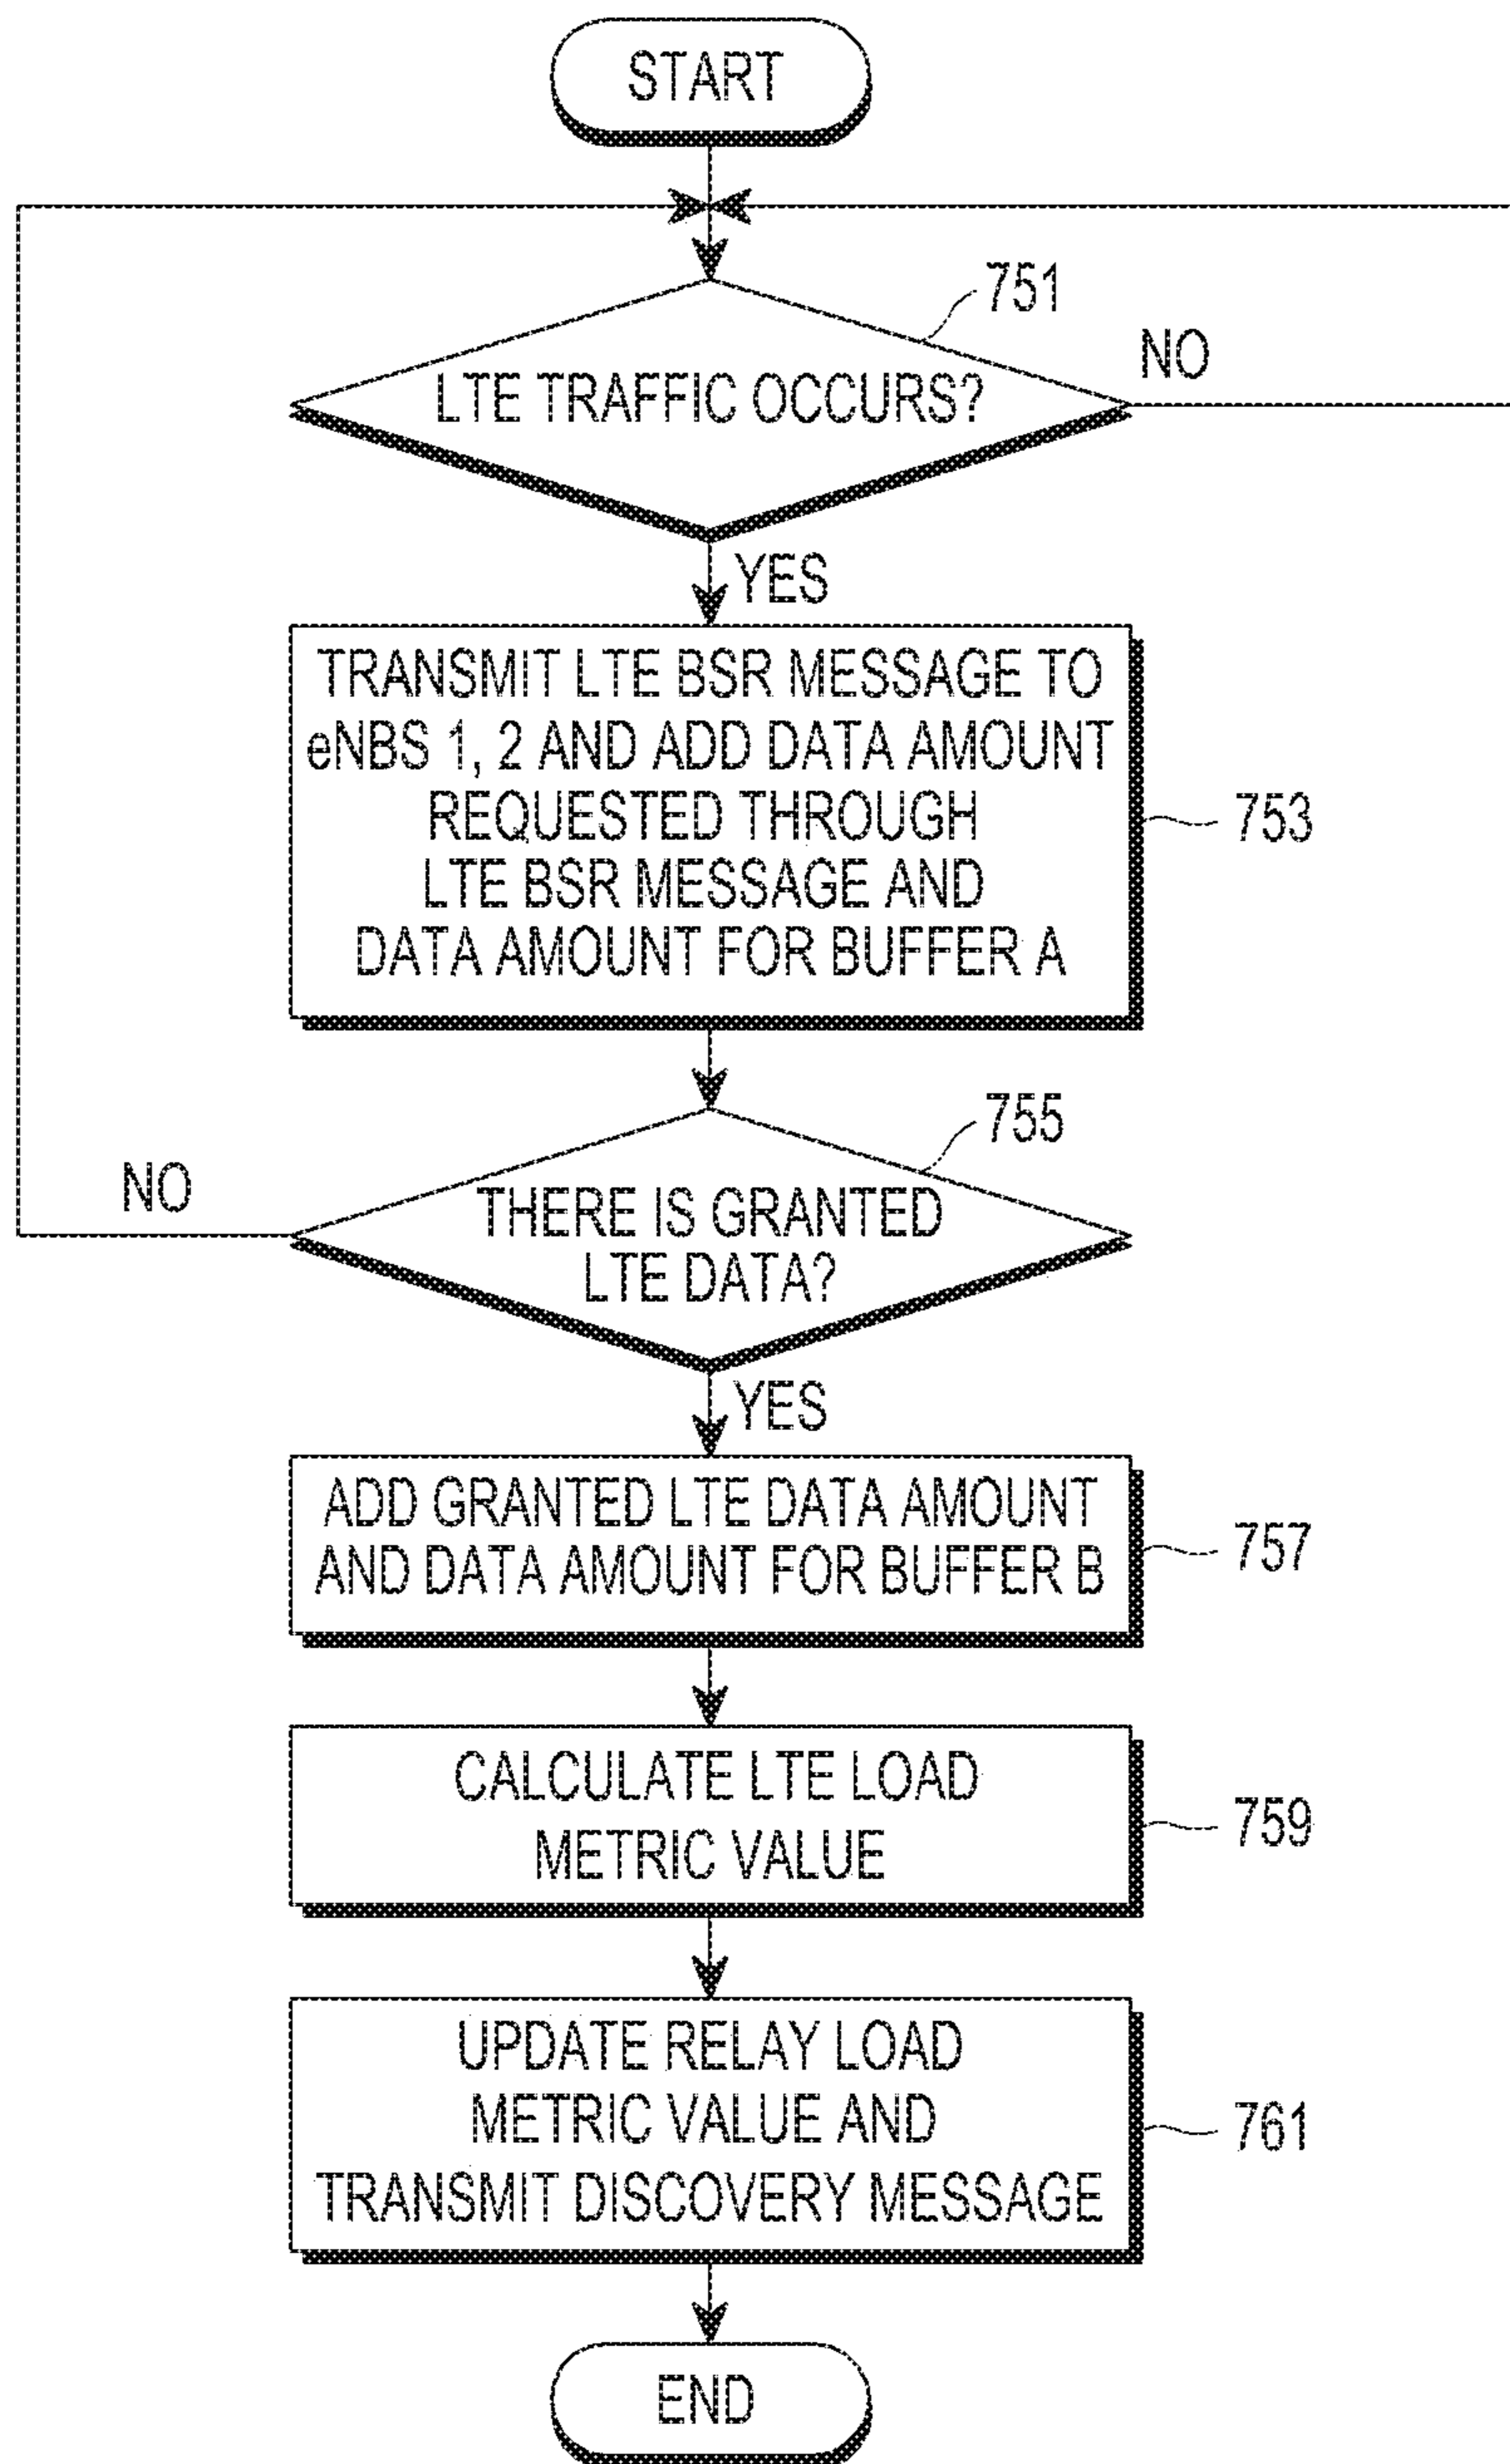 START
751
LTE TRAFFIC OCCURS?
NO
YES
TRANSMIT LTE BSR MESSAGE TO
eNBS 1, 2 AND ADD DATA AMOUNT
REQUESTED THROUGH
LTE BSR MESSAGE AND
DATA AMOUNT FOR BUFFER A
753
755
NO
THERE IS GRANTED
LTE DATA?
YES
ADD GRANTED LTE DATA AMOUNT
AND DATA AMOUNT FOR BUFFER B
757
CALCULATE LTE LOAD
METRIC VALUE
759
UPDATE RELAY LOAD
METRIC VALUE AND
TRANSMIT DISCOVERY MESSAGE
761
END